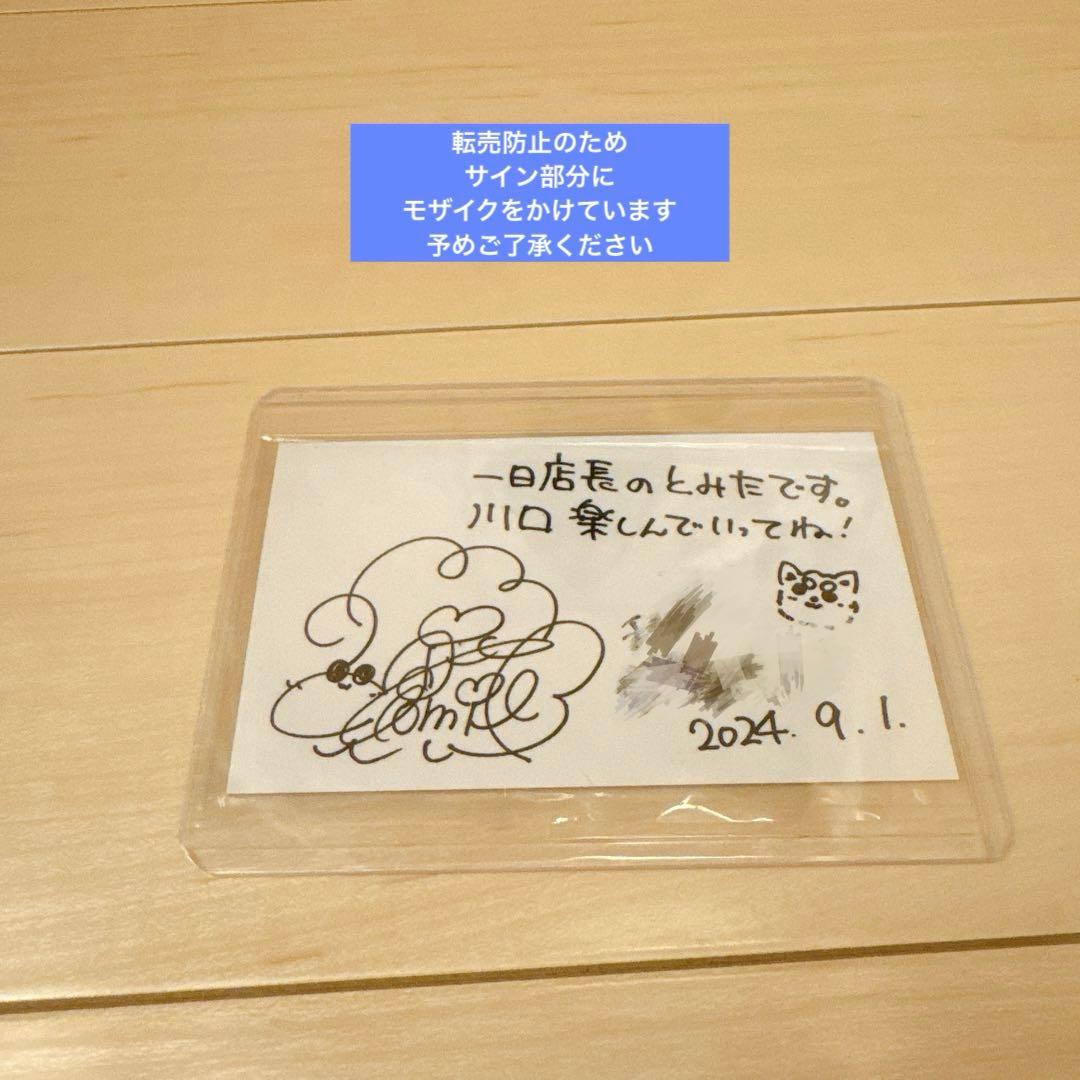 転売防止のため
サイン部分に
モザイクをかけています
予めご了承ください
一日店長のとみたです。
川口 楽しんでいってね!
2024.9.1.